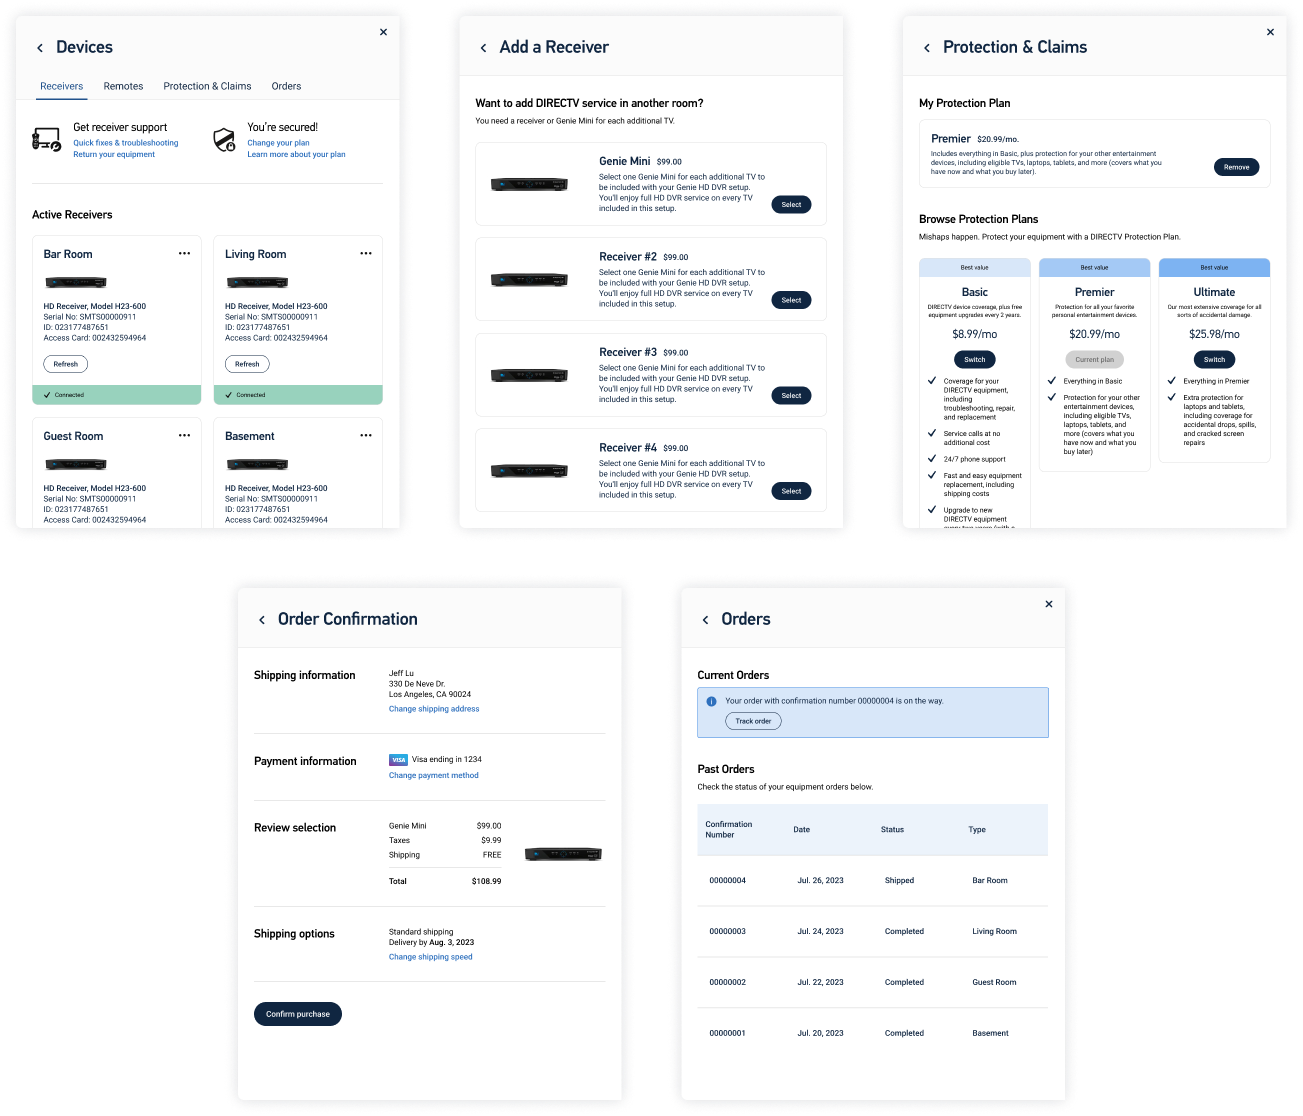 Devices
Receivers Remotes Protection & Claims Orders
Get receiver support
Quick fixes & troubleshooting
Return your equipment
You're secured!
Change your plan
Learn more about your plan
Active Receivers
Bar Room
HD Receiver, Model H23-600
Serial No: SMTS00000911
ID: 023177487651
Access Card: 002432594964
Refresh
Connected
Living Room
HD Receiver, Model H23-600
Serial No: SMTS00000911
ID: 023177487651
Access Card: 002432594964
Refresh
Connected
Guest Room
HD Receiver, Model H23-600
Serial No: SMTS00000911
ID: 023177487651
Access Card: 002432594964
Basement
HD Receiver, Model H23-600
Serial No: SMTS00000911
ID: 023177487651
Access Card: 002432594964
Add a Receiver
Want to add DIRECTV service in another room?
You need a receiver or Genie Mini for each additional TV.
Genie Mini $99.00
Select one Genie Mini for each additional TV to
be included with your Genie HD DVR setup.
You'll enjoy full HD DVR service on every TV
included in this setup.
Select
Receiver #2 $99.00
Select one Genie Mini for each additional TV to
be included with your Genie HD DVR setup.
You'll enjoy full HD DVR service on every TV
included in this setup.
Select
Receiver #3 $99.00
Select one Genie Mini for each additional TV to
be included with your Genie HD DVR setup.
You'll enjoy full HD DVR service on every TV
included in this setup.
Select
Receiver #4 $99.00
Select one Genie Mini for each additional TV to
be included with your Genie HD DVR setup.
You'll enjoy full HD DVR service on every TV
included in this setup.
Select
Protection & Claims
My Protection Plan
Premier $20.99/mo.
Includes everything in Basic, plus protection for your other entertainment
devices, including eligible TVs, laptops, tablets, and more (covers what you
have now and what you buy later).
Remove
Browse Protection Plans
Mishaps happen. Protect your equipment with a DIRECTV Protection Plan.
Best value
Basic
DIRECTV device coverage, plus free
equipment upgrades every 2 years.
$8.99/mo
Switch
Coverage for your
DIRECTV equipment,
including
troubleshooting, repair,
and replacement
Service calls at no
additional cost
24/7 phone support
Fast and easy equipment
replacement, including
shipping costs
Upgrade to new
DIRECTV equipment
every two years (with a
Best value
Premier
Protection for all your favorite
personal entertainment devices.
$20.99/mo
Current plan
Everything in Basic
Protection for your other
entertainment devices,
including eligible TVs,
laptops, tablets, and
more (covers what you
have now and what you
buy later)
Best value
Ultimate
Our most extensive coverage for all
sorts of accidental damage.
$25.98/mo
Switch
Everything in Premier
Extra protection for
laptops and tablets,
including coverage for
accidental drops, spills,
and cracked screen
repairs
Order Confirmation
Shipping information
Jeff Lu
330 De Neve Dr.
Los Angeles, CA 90024
Change shipping address
Payment information
VISA Visa ending in 1234
Change payment method
Review selection
Genie Mini $99.00
Taxes $9.99
Shipping FREE
Total $108.99
Shipping options
Standard shipping
Delivery by Aug. 3, 2023
Change shipping speed
Confirm purchase
Orders
Current Orders
Your order with confirmation number 00000004 is on the way.
Track order
Past Orders
Check the status of your equipment orders below.
Confirmation
Number
Date Status Type
00000004 Jul. 26, 2023 Shipped Bar Room
00000003 Jul. 24, 2023 Completed Living Room
00000002 Jul. 22, 2023 Completed Guest Room
00000001 Jul. 20, 2023 Completed Basement